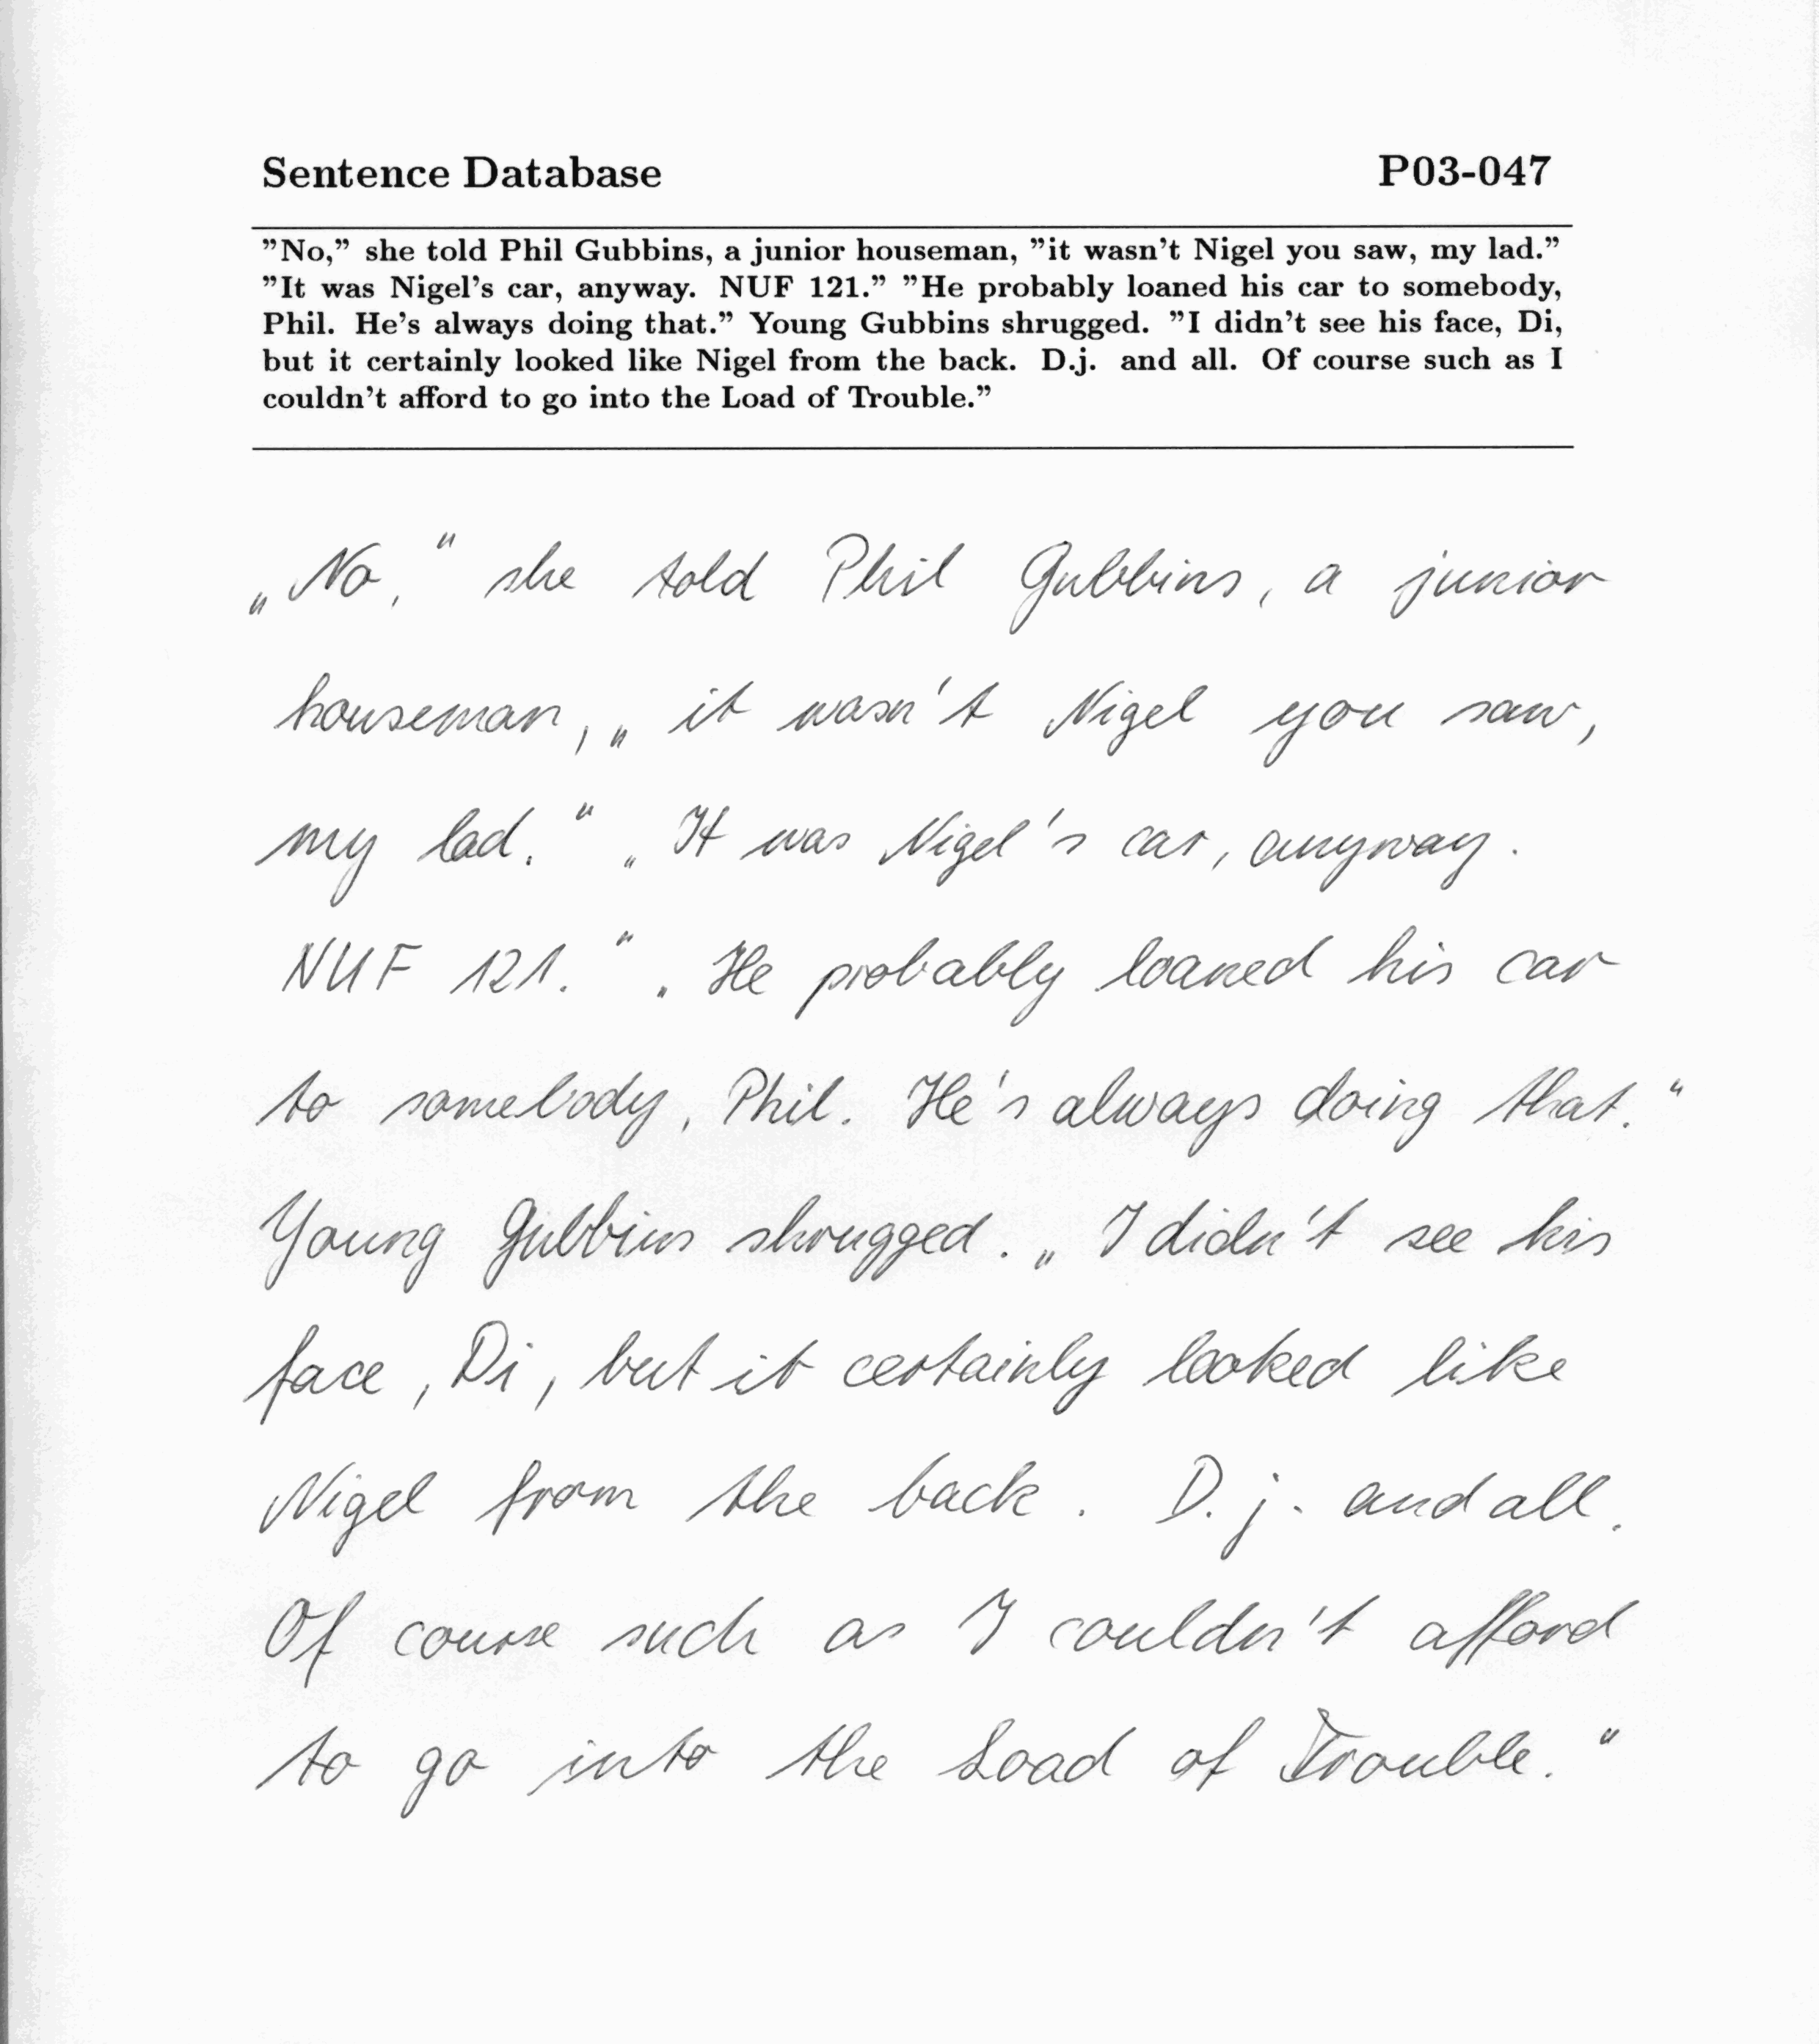 Sentence Database P03-047
”No,” she told Phil Gubbins, a junior houseman, ”it wasn’t Nigel you saw, my lad.”
”It was Nigel’s car, anyway. NUF 121.” ”He probably loaned his car to somebody,
Phil. He’s always doing that.” Young Gubbins shrugged. ”I didn’t see his face, Di,
but it certainly looked like Nigel from the back. D.j. and all. Of course such as I
couldn’t afford to go into the Load of Trouble.”
„No,“ she told Phil Gubbins, a junior
houseman, „it wasn't Nigel you saw,
my lad.“ „It was Nigel's car, anyway.
NUF 121.“ „He probably loaned his car
to somebody, Phil. He's always doing that.“
Young Gubbins shrugged. „I didn't see his
face, Di, but it certainly looked like
Nigel from the back. D.j. and all.
Of course such as I couldn't afford
to go into the Load of Trouble.“